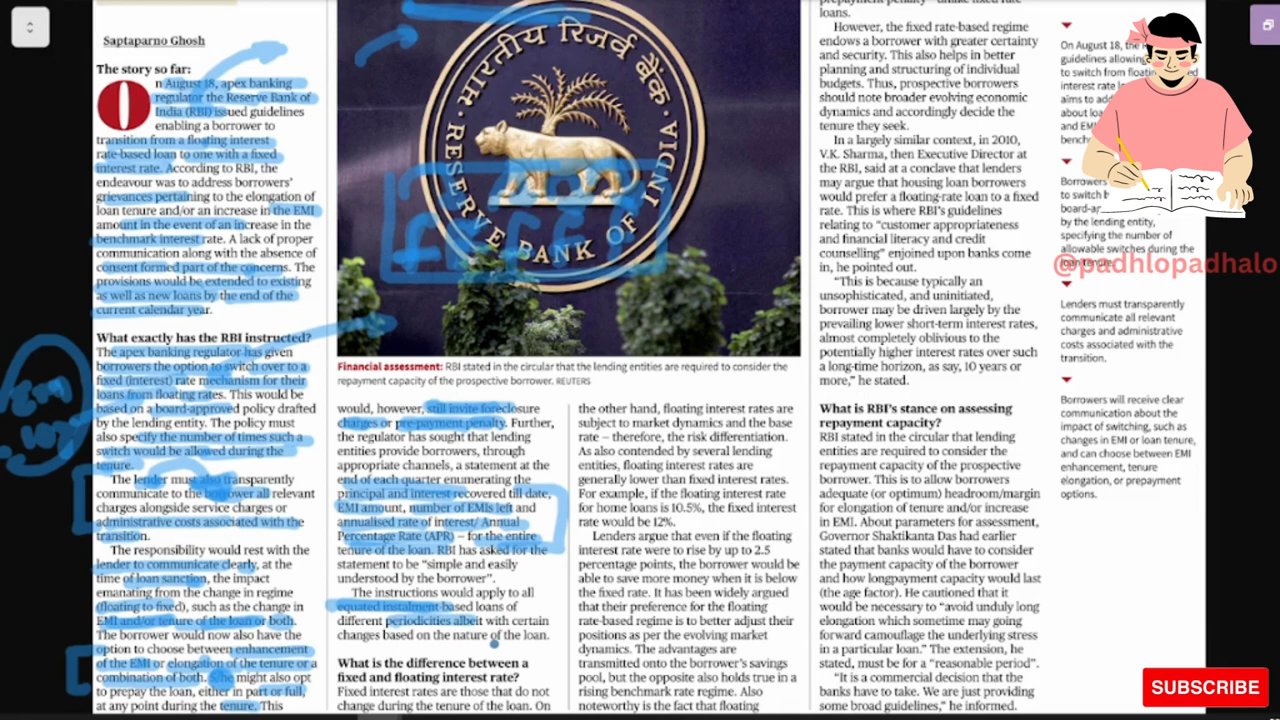 Saptaparno Ghosh
The story so far:
On August 18, apex banking
regulator the Reserve Bank of
India (RBI) issued guidelines
enabling a borrower to
transition from a floating interest
rate-based loan to one with a fixed
interest rate. According to RBI, the
endeavour was to address borrowers'
grievances pertaining to the elongation of
loan tenure and/or an increase in the EMI
amount in the event of an increase in the
benchmark interest rate. A lack of proper
communication along with the absence of
consent formed part of the concerns. The
provisions would be extended to existing
as well as new loans by the end of the
current calendar year.
What exactly has the RBI instructed?
The apex banking regulator has given
borrowers the option to switch over to a
fixed (interest) rate mechanism for their
loans from floating rates. This would be
based on a board-approved policy drafted
by the lending entity. The policy must
also specify the number of times such a
switch would be allowed during the
tenure.
The lender must also transparently
communicate to the borrower all relevant
charges alongside service charges or
administrative costs associated with the
transition.
The responsibility would rest with the
lender to communicate clearly, at the
time of loan sanction, the impact
emanating from the change in regime
(floating to fixed), such as the change in
EMI and/or tenure of the loan or both.
The borrower would now also have the
option to choose between enhancement
of the EMI or elongation of the tenure or a
combination of both. S/he might also opt
to prepay the loan, either in part or full,
at any point during the tenure. This
भारतीय रिज़र्व बैंक
RESERVE BANK OF INDIA
Financial assessment: RBI stated in the circular that the lending entities are required to consider the
repayment capacity of the prospective borrower. REUTERS
would, however, still invite foreclosure
charges or pre-payment penalty. Further,
the regulator has sought that lending
entities provide borrowers, through
appropriate channels, a statement at the
end of each quarter enumerating the
principal and interest recovered till date,
EMI amount, number of EMIs left and
annualised rate of interest/ Annual
Percentage Rate (APR) – for the entire
tenure of the loan. RBI has asked for the
statement to be “simple and easily
understood by the borrower”.
The instructions would apply to all
equated instalment-based loans of
different periodicities albeit with certain
changes based on the nature of the loan.
What is the difference between a
fixed and floating interest rate?
Fixed interest rates are those that do not
change during the tenure of the loan. On
the other hand, floating interest rates are
subject to market dynamics and the base
rate – therefore, the risk differentiation.
As also contended by several lending
entities, floating interest rates are
generally lower than fixed interest rates.
For example, if the floating interest rate
for home loans is 10.5%, the fixed interest
rate would be 12%.
Lenders argue that even if the floating
interest rate were to rise by up to 2.5
percentage points, the borrower would be
able to save more money when it is below
the fixed rate. It has been widely argued
that their preference for the floating
rate-based regime is to better adjust their
positions as per the evolving market
dynamics. The advantages are
transmitted onto the borrower's savings
pool, but the opposite also holds true in a
rising benchmark rate regime. Also
noteworthy is the fact that floating
prepayment penalty – unlike fixed rate
loans.
However, the fixed rate-based regime
endows a borrower with greater certainty
and security. This also helps in better
planning and structuring of individual
budgets. Thus, prospective borrowers
should note broader evolving economic
dynamics and accordingly decide the
tenure they seek.
In a largely similar context, in 2010,
V.K. Sharma, then Executive Director at
the RBI, said at a conclave that lenders
may argue that housing loan borrowers
would prefer a floating-rate loan to a fixed
rate. This is where RBI's guidelines
relating to “customer appropriateness
and financial literacy and credit
counselling” enjoined upon banks come
in, he pointed out.
“This is because typically an
unsophisticated, and uninitiated,
borrower may be driven largely by the
prevailing lower short-term interest rates,
almost completely oblivious to the
potentially higher interest rates over such
a long-time horizon, as say, 10 years or
more,” he stated.
What is RBI's stance on assessing
repayment capacity?
RBI stated in the circular that lending
entities are required to consider the
repayment capacity of the prospective
borrower. This is to allow borrowers
adequate (or optimum) headroom/margin
for elongation of tenure and/or increase
in EMI. About parameters for assessment,
Governor Shaktikanta Das had earlier
stated that banks would have to consider
the payment capacity of the borrower
and how longpayment capacity would last
(the age factor). He cautioned that it
would be necessary to “avoid unduly long
elongation which sometime may going
forward camouflage the underlying stress
in a particular loan.” The extension, he
stated, must be for a “reasonable period”.
“It is a commercial decision that the
banks have to take. We are just providing
some broad guidelines,” he informed.
On August 18, the
guidelines allowing
to switch from
interest rate
aims to
about
and EMI
Borrowers
to switch
by the lending entity,
specifying the number of
allowable switches during the
loan tenure.
@padhlopadhalo
Lenders must transparently
communicate all relevant
charges and administrative
costs associated with the
transition.
Borrowers will receive clear
communication about the
impact of switching, such as
changes in EMI or loan tenure,
and can choose between EMI
enhancement, tenure
elongation, or prepayment
options.
SUBSCRIBE